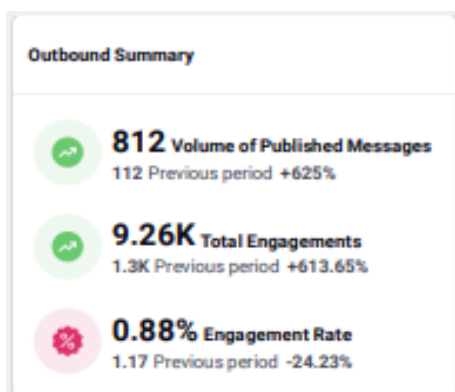 Outbound Summary
812 Volume of Published Messages
112 Previous period +625%
9.26K Total Engagements
1.3K Previous period +613.65%
0.88% Engagement Rate
1.17 Previous period -24.23%